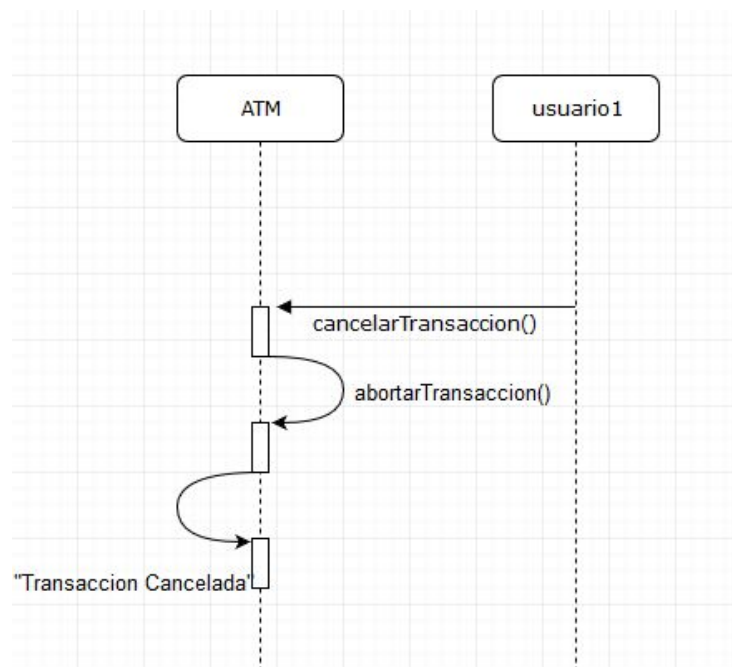 ATM
usuario1
cancelarTransaccion()
abortarTransaccion()
"Transaccion Cancelada"